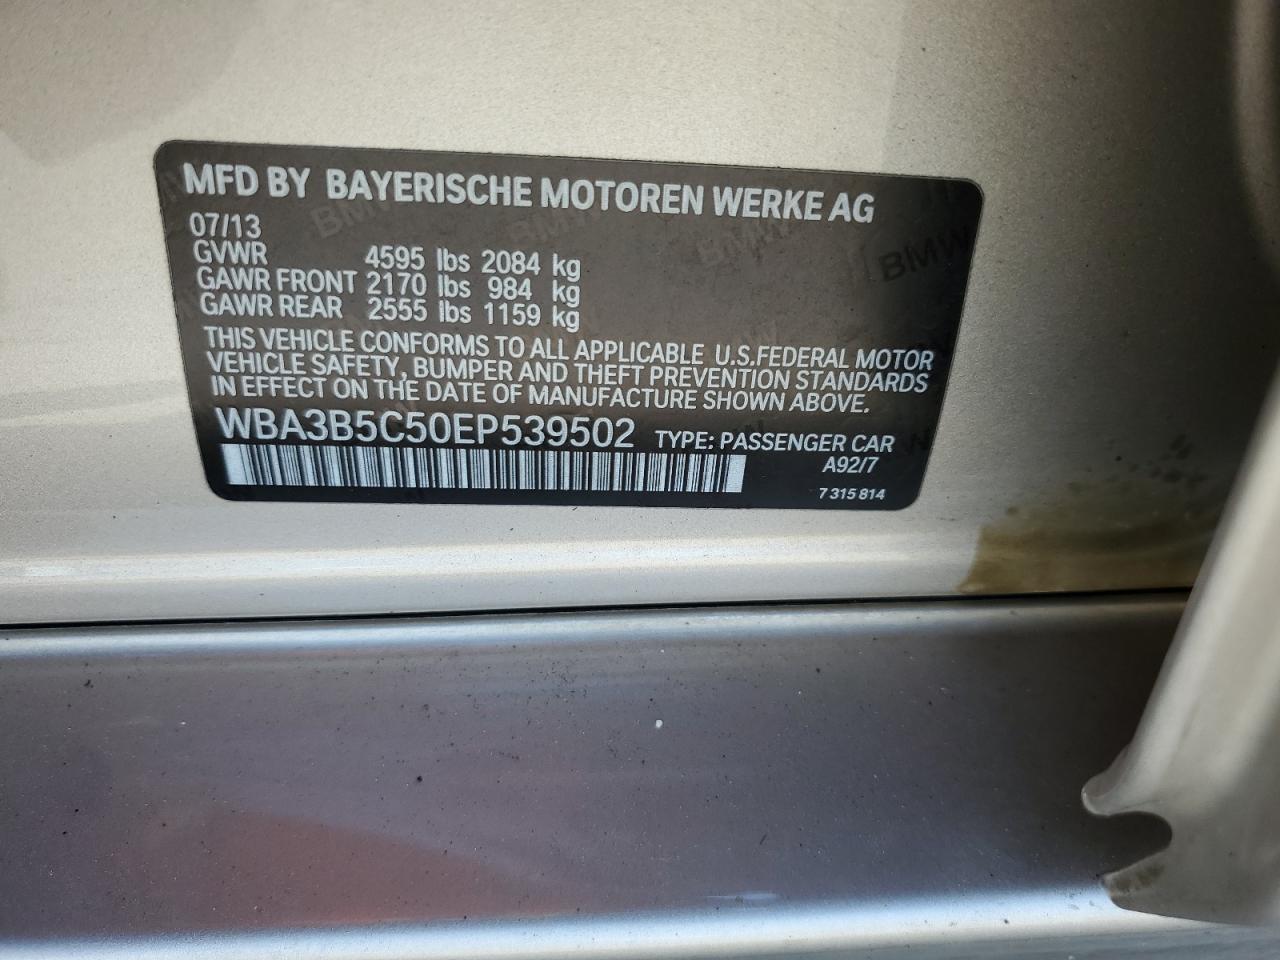 MFD BY BAYERISCHE MOTOREN WERKE AG
07/13
GVWR 4595 lbs 2084 kg
GAWR FRONT 2170 lbs 984 kg
GAWR REAR 2555 lbs 1159 kg
THIS VEHICLE CONFORMS TO ALL APPLICABLE U.S.FEDERAL MOTOR
VEHICLE SAFETY, BUMPER AND THEFT PREVENTION STANDARDS
IN EFFECT ON THE DATE OF MANUFACTURE SHOWN ABOVE.
WBA3B5C50EP539502 TYPE: PASSENGER CAR
A92/7
7 315 814
BMW
BMW
BMW